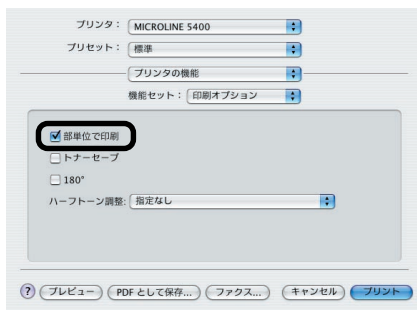 プリンタ： MICROLINE 5400
プリセット： 標準
プリンタの機能
機能セット： 印刷オプション
部単位で印刷
トナーセーブ
180°
ハーフトーン調整: 指定なし
? プレビュー PDF として保存... ファクス... キャンセル プリント